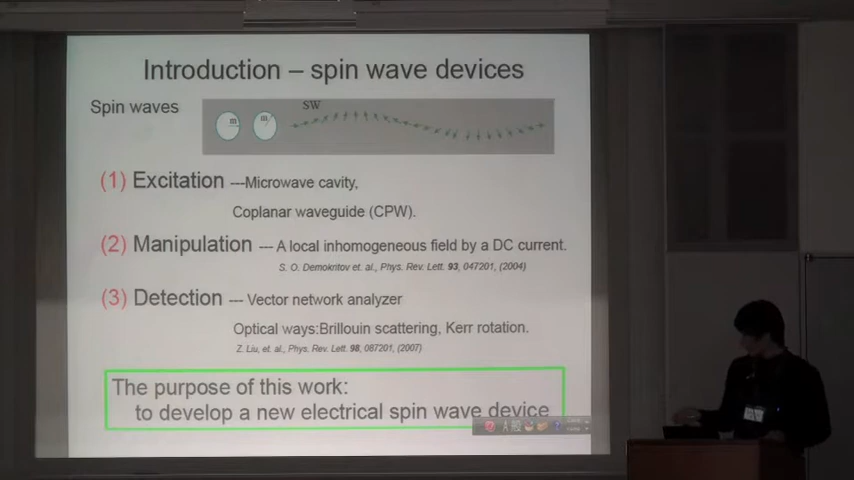 Introduction – spin wave devices
Spin waves
SW
m
m
(1) Excitation ---Microwave cavity,
Coplanar waveguide (CPW).
(2) Manipulation --- A local inhomogeneous field by a DC current.
S. O. Demokritov et. al., Phys. Rev. Lett. 93, 047201, (2004)
(3) Detection --- Vector network analyzer
Optical ways:Brillouin scattering, Kerr rotation.
Z. Liu, et. al., Phys. Rev. Lett. 98, 087201, (2007)
The purpose of this work:
to develop a new electrical spin wave device
A般